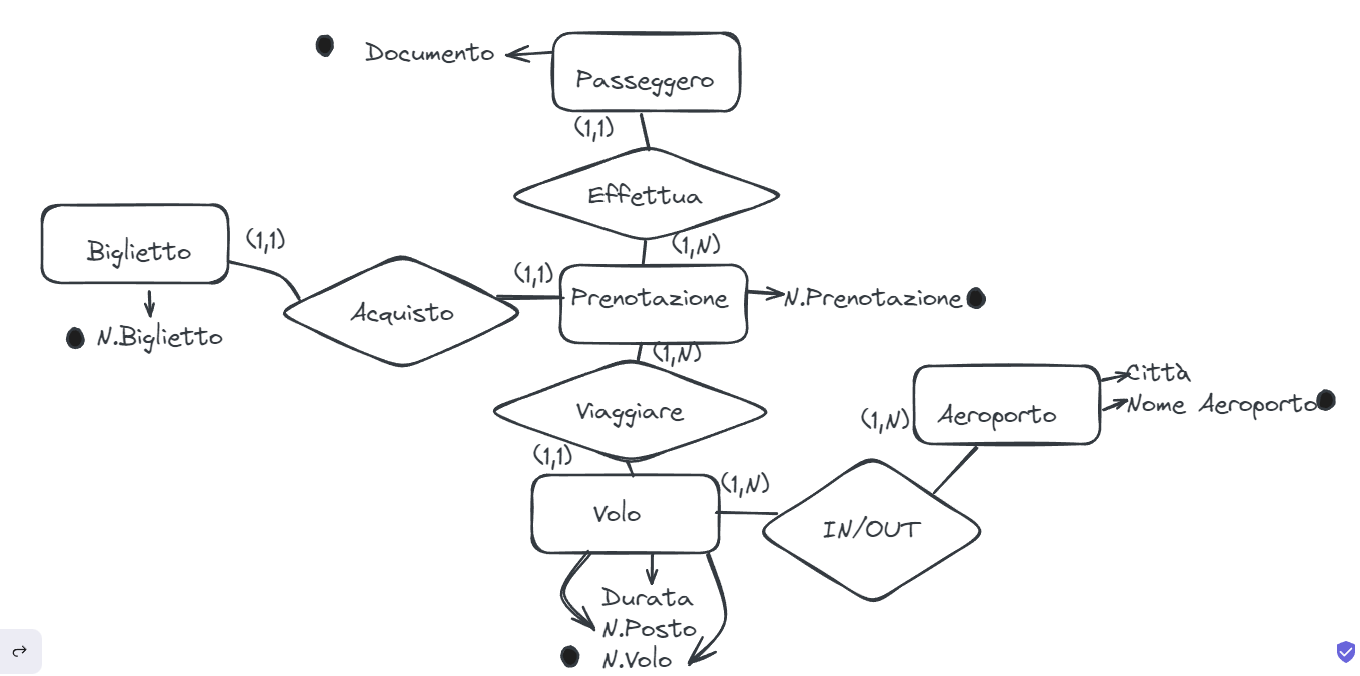 Documento
Passeggero
(1,1)
Effettua
(1,N)
Biglietto
(1,1)
N.Biglietto
Acquisto
(1,1)
Prenotazione
N.Prenotazione
(1,N)
Viaggiare
(1,1)
Volo
(1,N)
IN/OUT
(1,N)
Aeroporto
Città
Nome Aeroporto
Durata
N.Posto
N.Volo